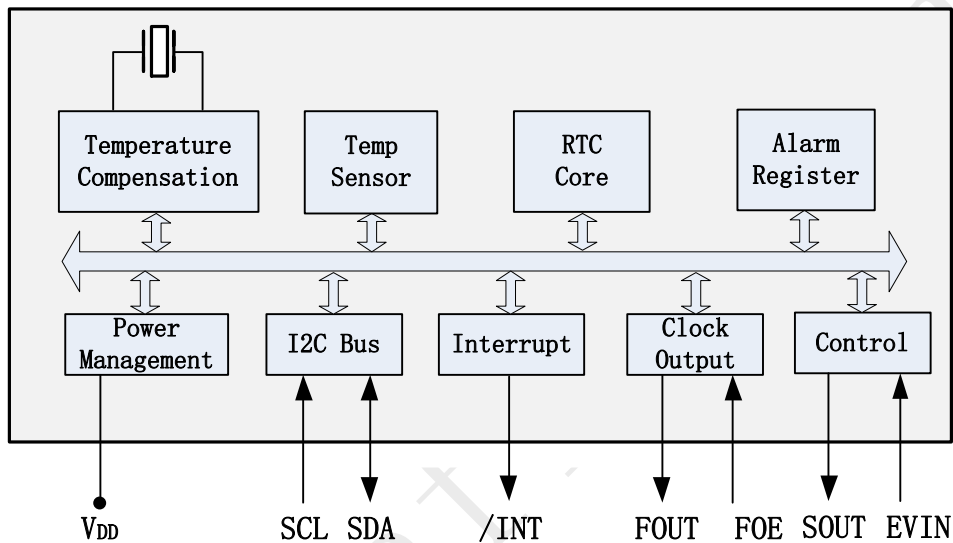 Temperature
Compensation
Temp
Sensor
RTC
Core
Alarm
Register
Power
Management
I2C Bus
Interrupt
Clock
Output
Control
VDD
SCL
SDA
/INT
FOUT
FOE
SOUT
EVIN